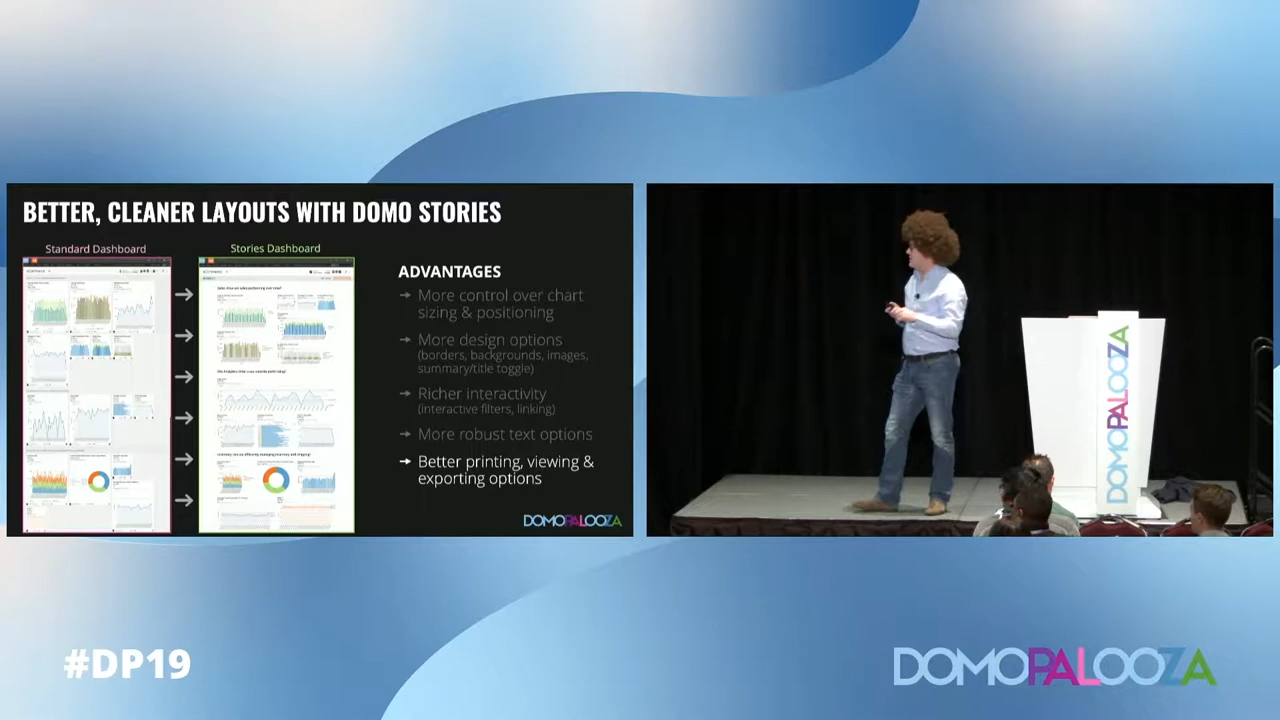 BETTER, CLEANER LAYOUTS WITH DOMO STORIES
Standard Dashboard
Stories Dashboard
ADVANTAGES
More control over chart
sizing & positioning
More design options
(borders, backgrounds, images,
summary/title toggle)
Richer interactivity
(interactive filters, linking)
More robust text options
Better printing, viewing &
exporting options
DOMOPALOOZA
DOMOPALOOZA
#DP19
DOMOPALOOZA